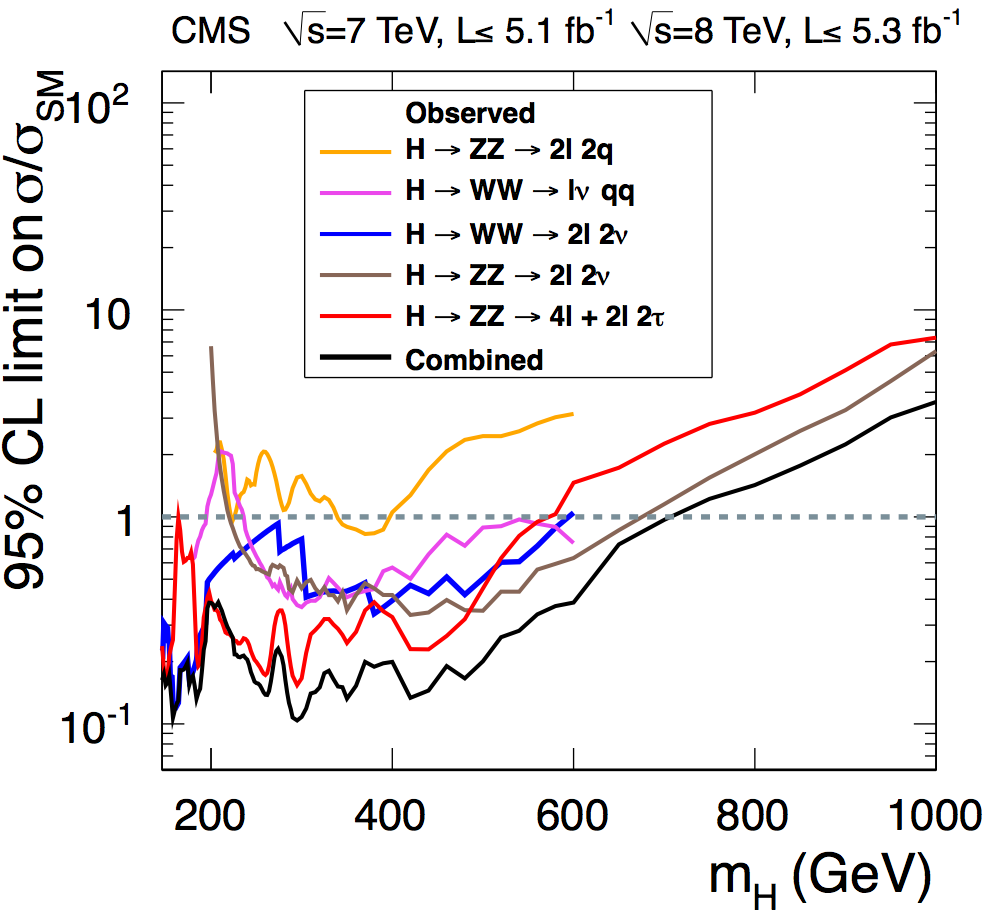 CMS √s=7 TeV, L≤ 5.1 fb⁻¹ √s=8 TeV, L≤ 5.3 fb⁻¹
95% CL limit on σ/σ_SM
10²
10
1
10⁻¹
Observed
H → ZZ → 2l 2q
H → WW → lν qq
H → WW → 2l 2ν
H → ZZ → 2l 2ν
H → ZZ → 4l + 2l 2τ
Combined
200 400 600 800 1000
m_H (GeV)